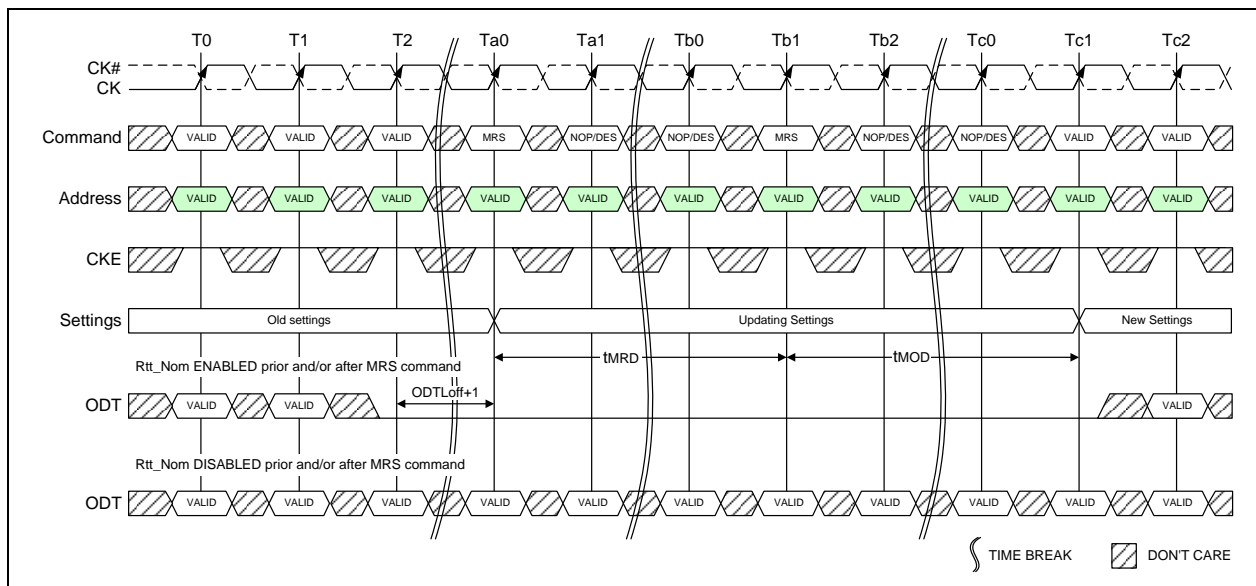 T0 T1 T2 Ta0 Ta1 Tb0 Tb1 Tb2 Tc0 Tc1 Tc2
CK#
CK
Command VALID VALID VALID MRS NOP/DES NOP/DES MRS NOP/DES NOP/DES VALID VALID
Address VALID VALID VALID VALID VALID VALID VALID VALID VALID VALID VALID
CKE
Settings Old settings Updating Settings New Settings
Rtt_Nom ENABLED prior and/or after MRS command tMRD tMOD
ODTLoff+1
ODT VALID VALID VALID
Rtt_Nom DISABLED prior and/or after MRS command
ODT VALID VALID VALID VALID VALID VALID VALID VALID VALID VALID VALID
TIME BREAK DON'T CARE